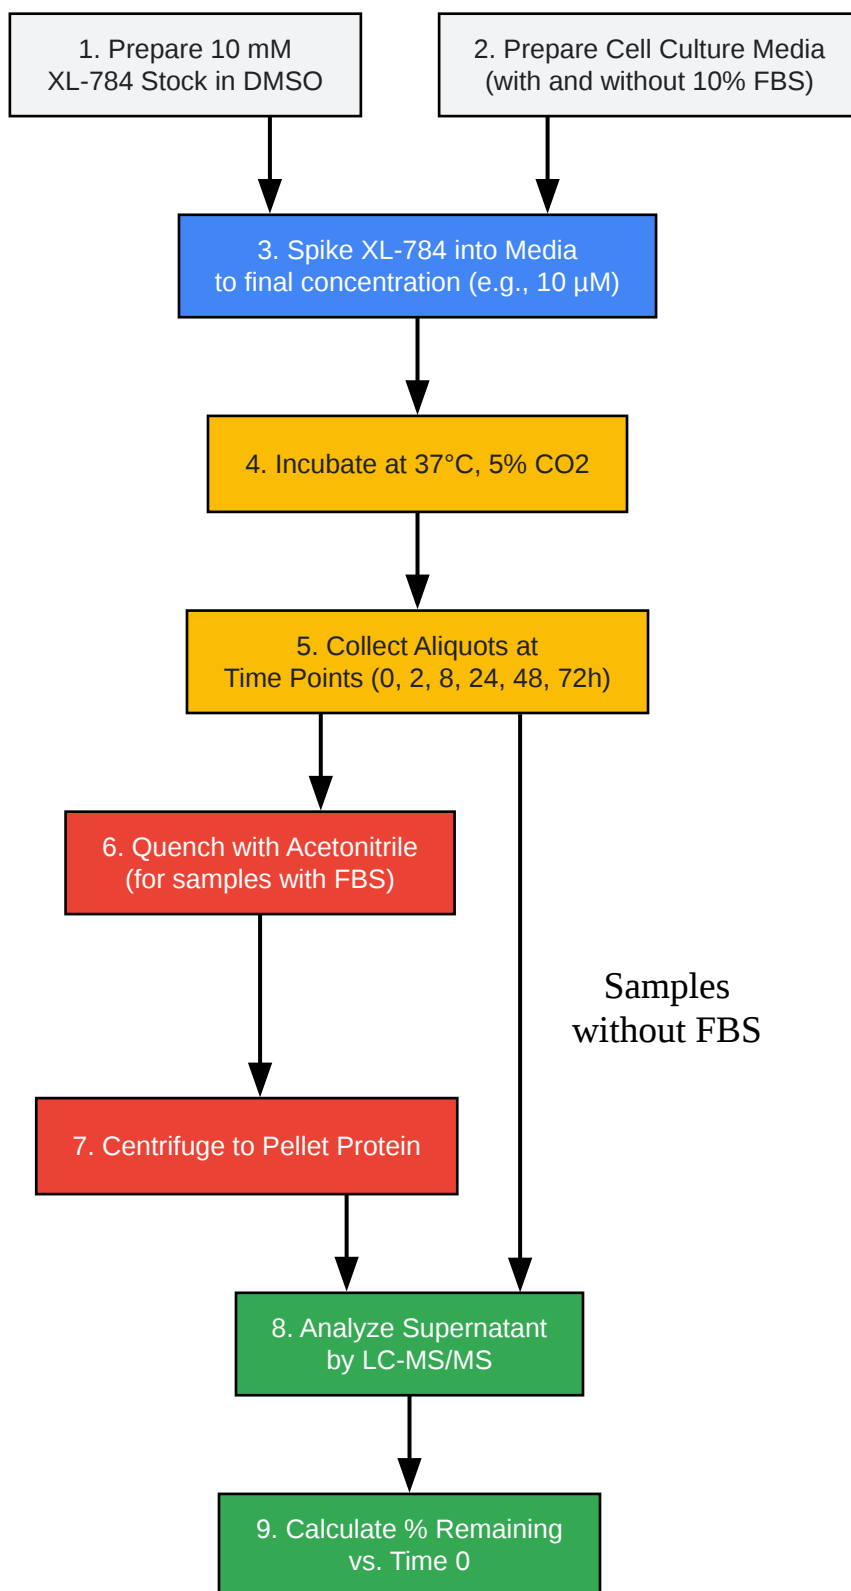 1. Prepare 10 mM
XL-784 Stock in DMSO
2. Prepare Cell Culture Media
(with and without 10% FBS)
3. Spike XL-784 into Media
to final concentration (e.g., 10 µM)
4. Incubate at 37°C, 5% CO2
5. Collect Aliquots at
Time Points (0, 2, 8, 24, 48, 72h)
6. Quench with Acetonitrile
(for samples with FBS)
Samples
without FBS
7. Centrifuge to Pellet Protein
8. Analyze Supernatant
by LC-MS/MS
9. Calculate % Remaining
vs. Time 0